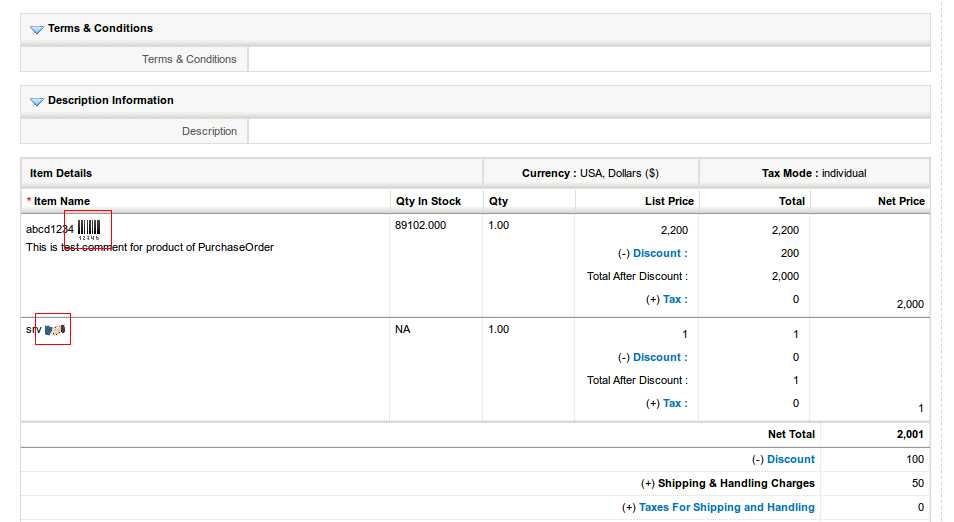 Terms & Conditions
Terms & Conditions
Description Information
Description
Item Details Currency : USA, Dollars ($) Tax Mode : individual
* Item Name Qty In Stock Qty List Price Total Net Price
abcd1234 12346 89102.000 1.00 2,200 2,200
This is test comment for product of PurchaseOrder
(-) Discount : 200
Total After Discount : 2,000
(+) Tax : 0 2,000
srv NA 1.00 1 1
(-) Discount : 0
Total After Discount : 1
(+) Tax : 0 1
Net Total 2,001
(-) Discount 100
(+) Shipping & Handling Charges 50
(+) Taxes For Shipping and Handling 0